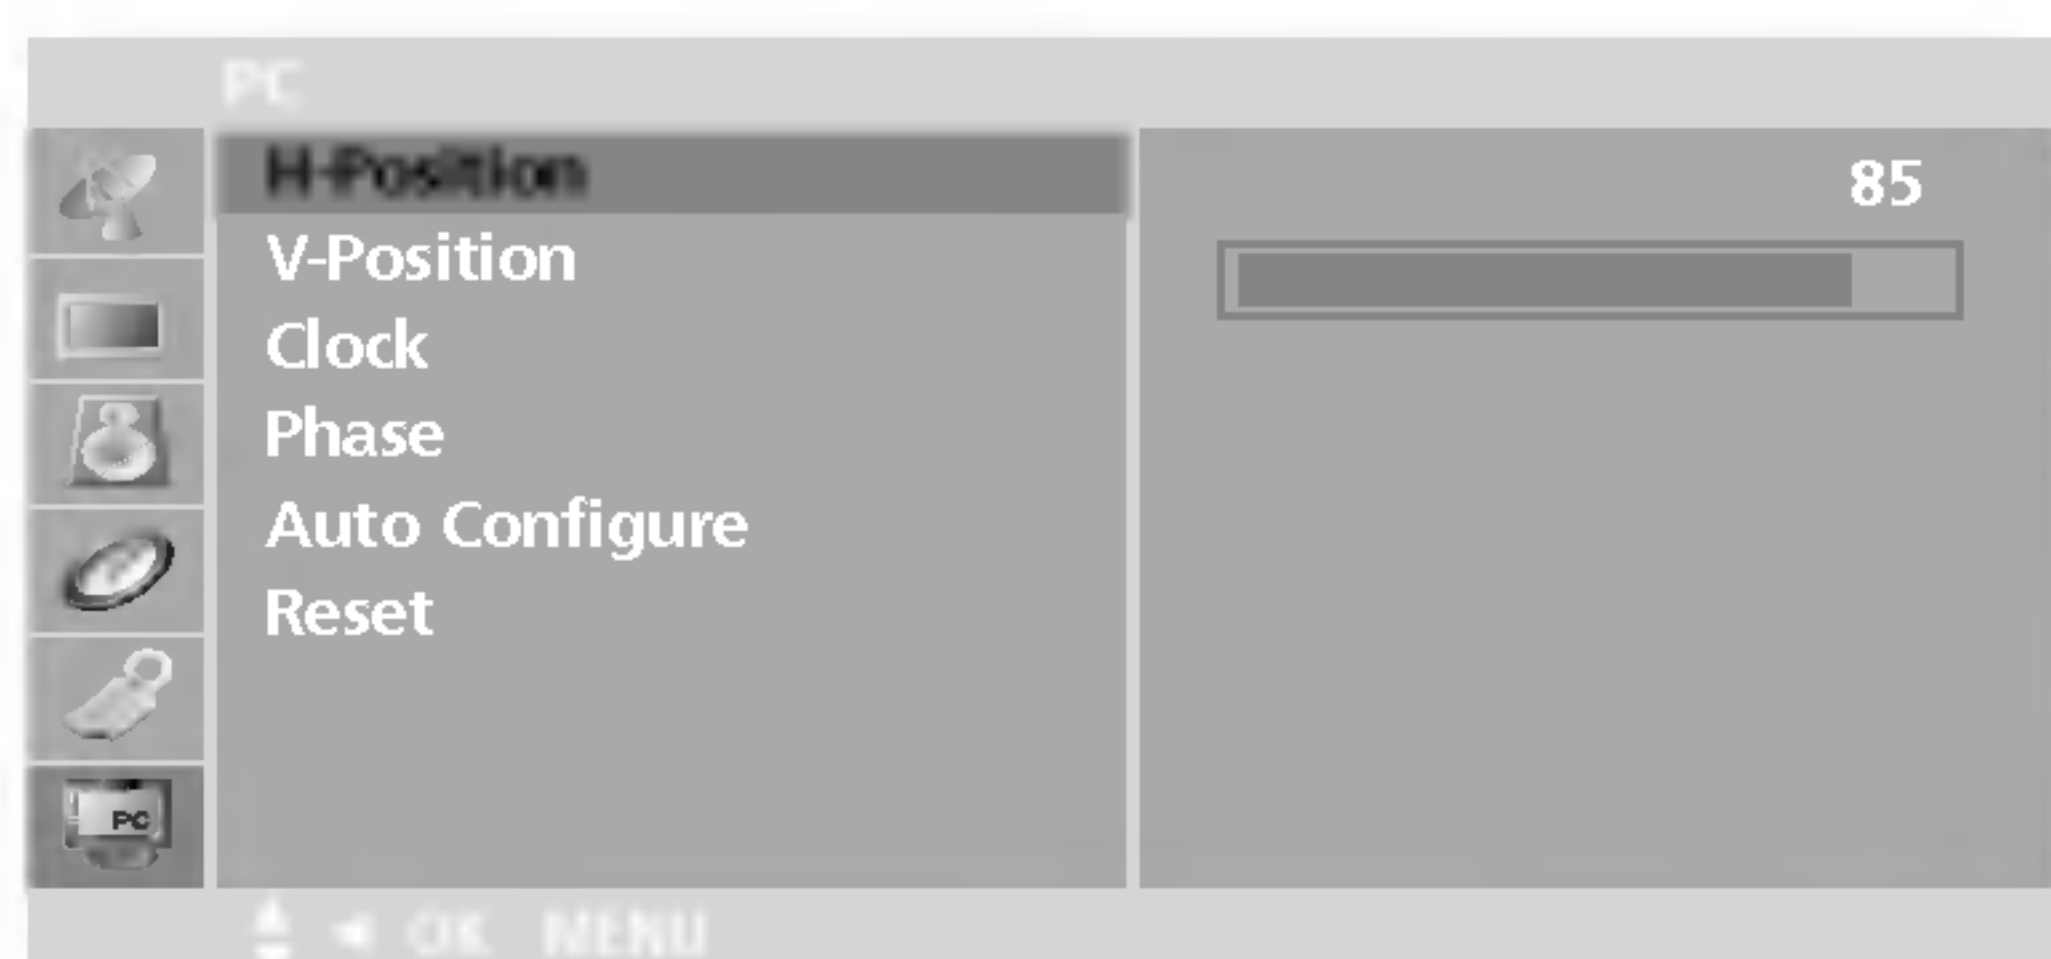 PC
H-Position
85
V-Position
Clock
Phase
Auto Configure
Reset
PC
OK MENU